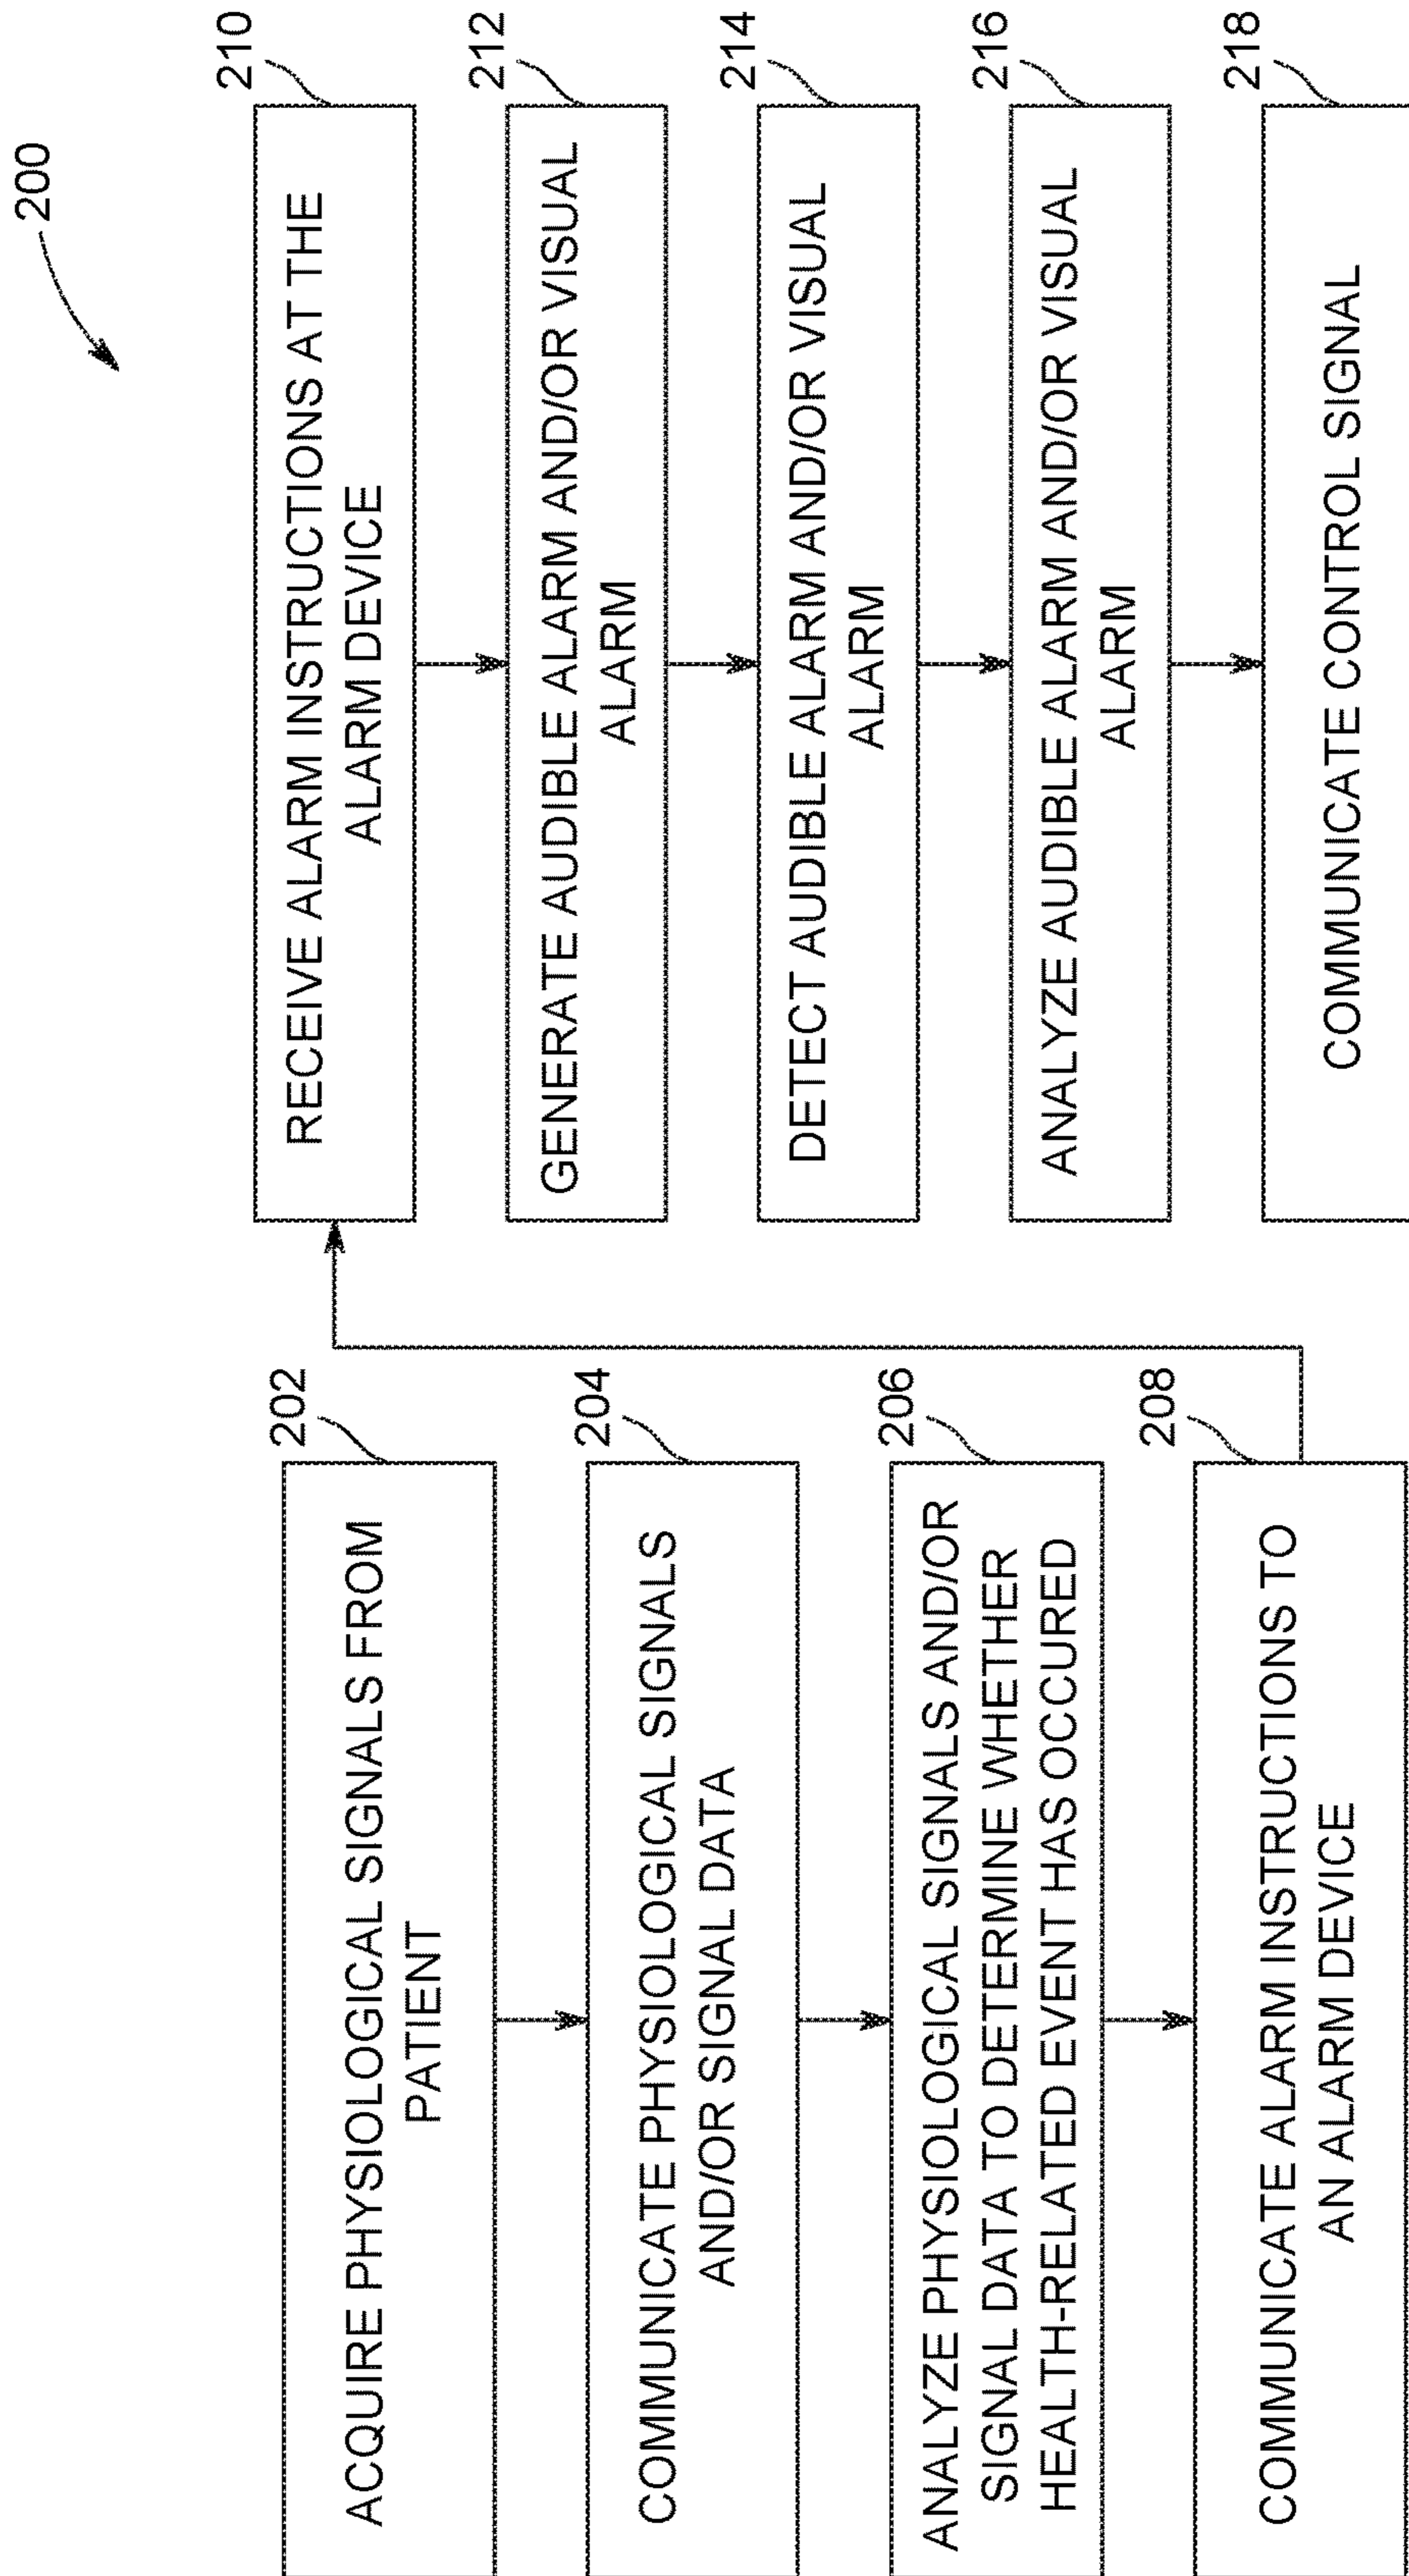 200
202
ACQUIRE PHYSIOLOGICAL SIGNALS FROM
PATIENT
204
COMMUNICATE PHYSIOLOGICAL SIGNALS
AND/OR SIGNAL DATA
206
ANALYZE PHYSIOLOGICAL SIGNALS AND/OR
SIGNAL DATA TO DETERMINE WHETHER
HEALTH-RELATED EVENT HAS OCCURED
208
COMMUNICATE ALARM INSTRUCTIONS TO
AN ALARM DEVICE
210
RECEIVE ALARM INSTRUCTIONS AT THE
ALARM DEVICE
212
GENERATE AUDIBLE ALARM AND/OR VISUAL
ALARM
214
DETECT AUDIBLE ALARM AND/OR VISUAL
ALARM
216
ANALYZE AUDIBLE ALARM AND/OR VISUAL
ALARM
218
COMMUNICATE CONTROL SIGNAL